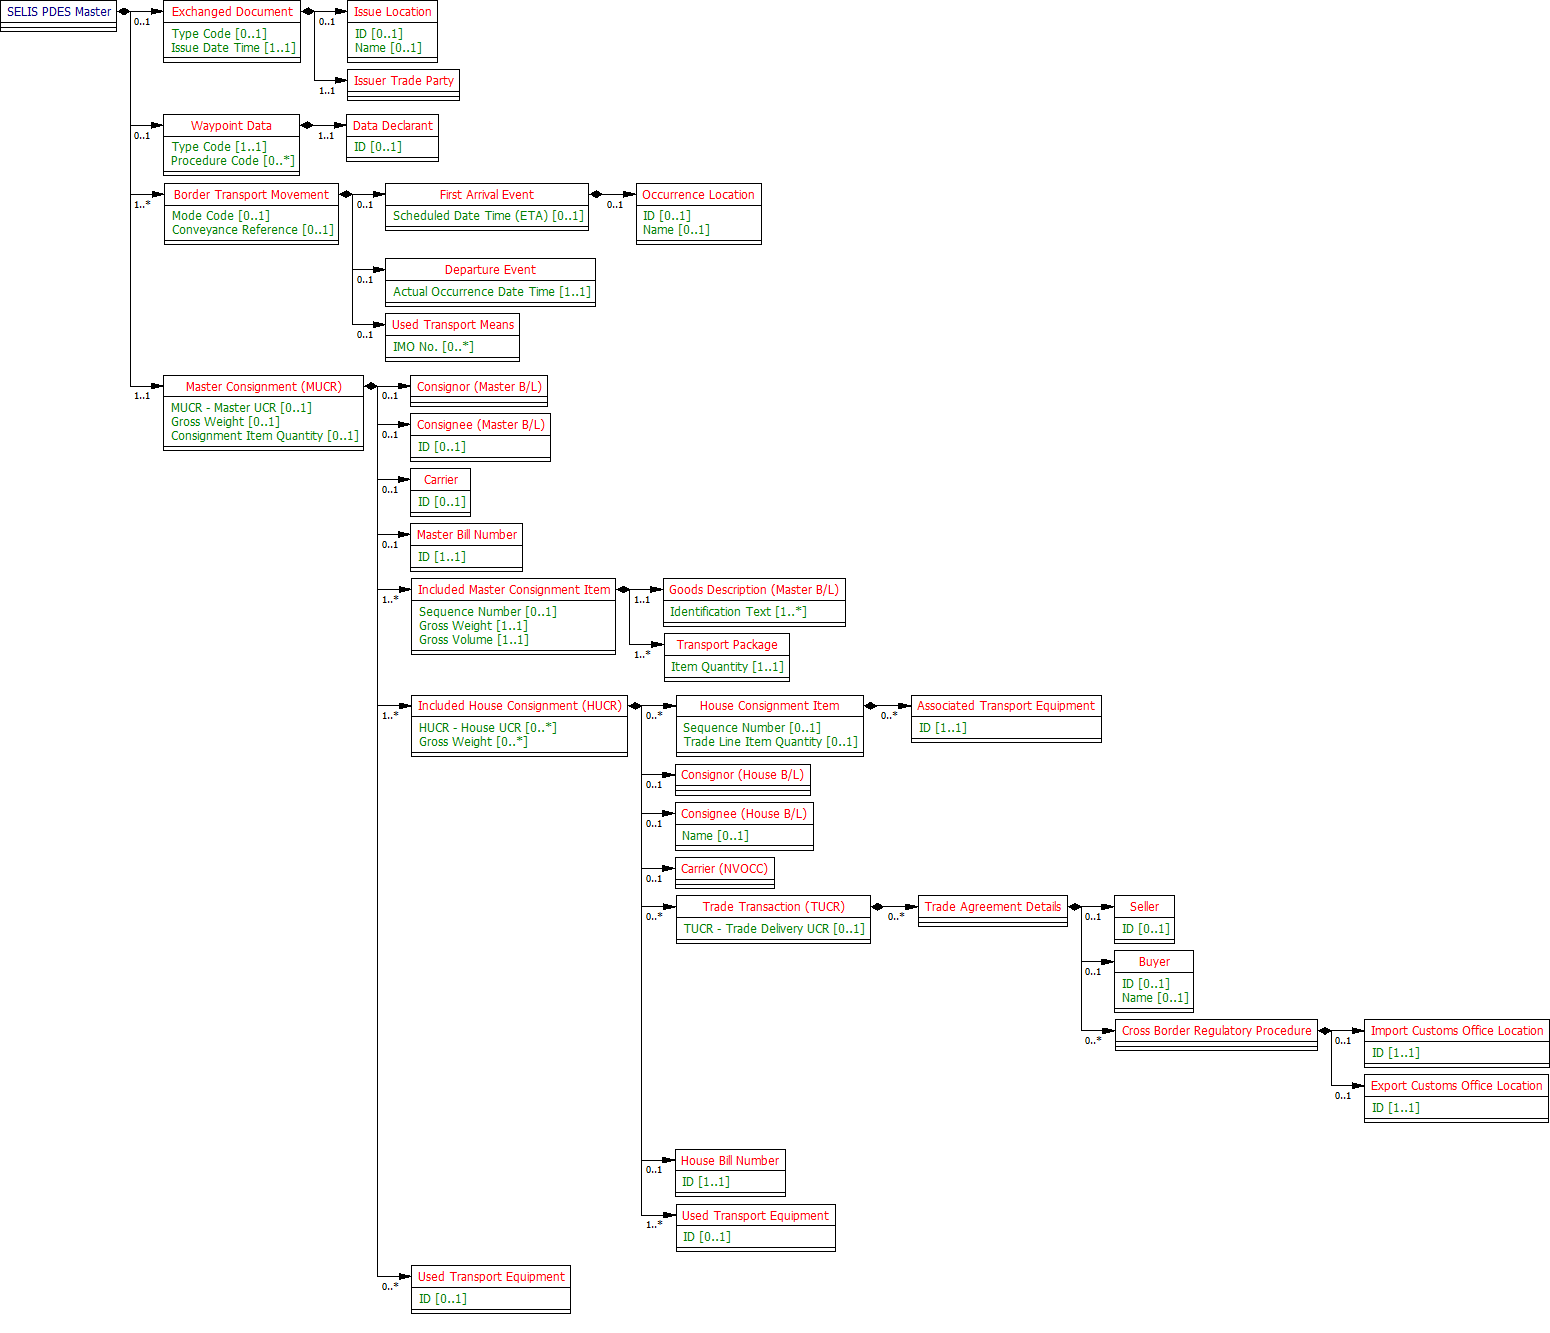 SELIS PDES Master
0..1
Exchanged Document
Type Code [0..1]
Issue Date Time [1..1]
0..1
Issue Location
ID [0..1]
Name [0..1]
1..1
Issuer Trade Party
0..1
Waypoint Data
Type Code [1..1]
Procedure Code [0..*]
1..1
Data Declarant
ID [0..1]
1..*
Border Transport Movement
Mode Code [0..1]
Conveyance Reference [0..1]
0..1
First Arrival Event
Scheduled Date Time (ETA) [0..1]
0..1
Occurrence Location
ID [0..1]
Name [0..1]
0..1
Departure Event
Actual Occurrence Date Time [1..1]
0..1
Used Transport Means
IMO No. [0..*]
1..1
Master Consignment (MUCR)
MUCR - Master UCR [0..1]
Gross Weight [0..1]
Consignment Item Quantity [0..1]
0..1
Consignor (Master B/L)
0..1
Consignee (Master B/L)
ID [0..1]
0..1
Carrier
ID [0..1]
0..1
Master Bill Number
ID [1..1]
1..*
Included Master Consignment Item
Sequence Number [0..1]
Gross Weight [1..1]
Gross Volume [1..1]
1..1
Goods Description (Master B/L)
Identification Text [1..*]
1..*
Transport Package
Item Quantity [1..1]
1..*
Included House Consignment (HUCR)
HUCR - House UCR [0..*]
Gross Weight [0..*]
0..*
House Consignment Item
Sequence Number [0..1]
Trade Line Item Quantity [0..1]
0..*
Associated Transport Equipment
ID [1..1]
0..1
Consignor (House B/L)
0..1
Consignee (House B/L)
Name [0..1]
0..1
Carrier (NVOCC)
0..*
Trade Transaction (TUCR)
TUCR - Trade Delivery UCR [0..1]
0..*
Trade Agreement Details
0..1
Seller
ID [0..1]
0..1
Buyer
ID [0..1]
Name [0..1]
0..*
Cross Border Regulatory Procedure
0..1
Import Customs Office Location
ID [1..1]
0..1
Export Customs Office Location
ID [1..1]
0..1
House Bill Number
ID [1..1]
1..*
Used Transport Equipment
ID [0..1]
0..*
Used Transport Equipment
ID [0..1]